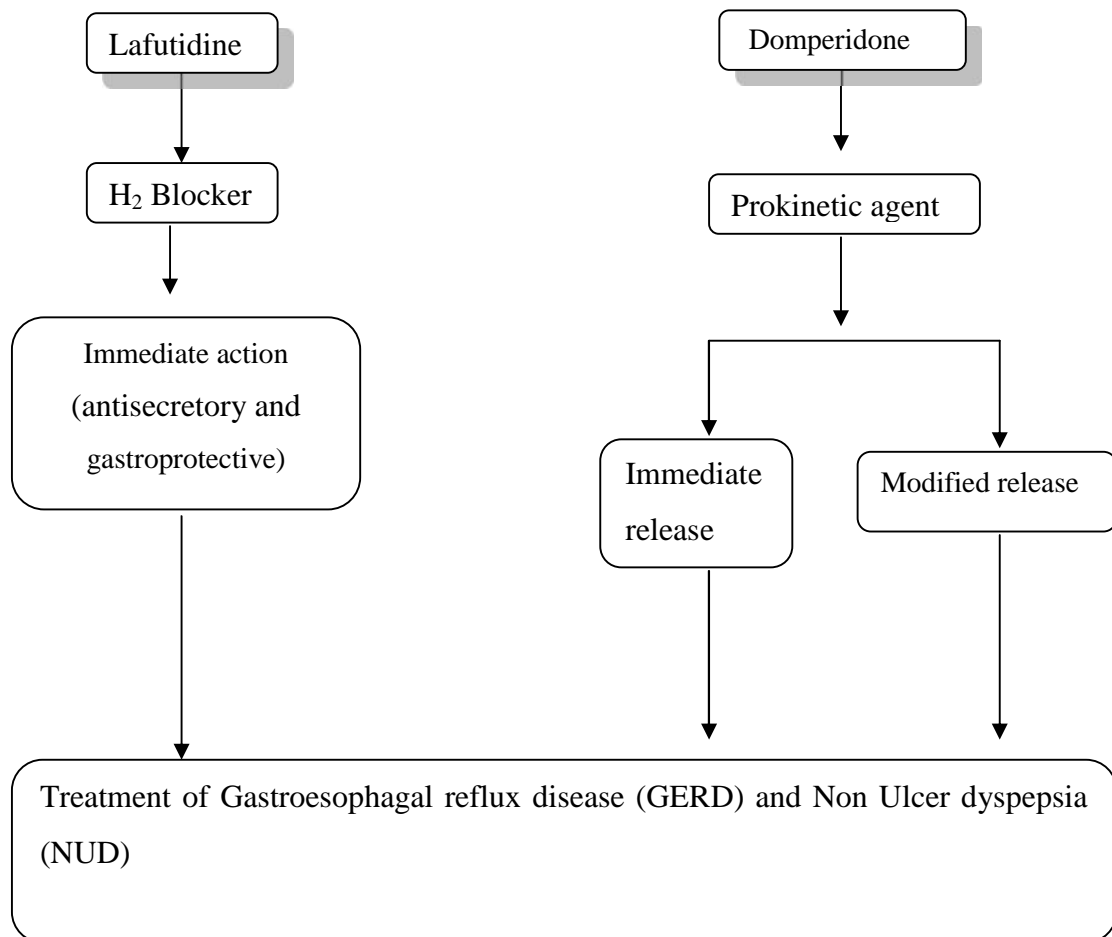 Lafutidine
Domperidone
H₂ Blocker
Prokinetic agent
Immediate action
(antisecretory and
gastroprotective)
Immediate
release
Modified release
Treatment of Gastroesophagal reflux disease (GERD) and Non Ulcer dyspepsia
(NUD)